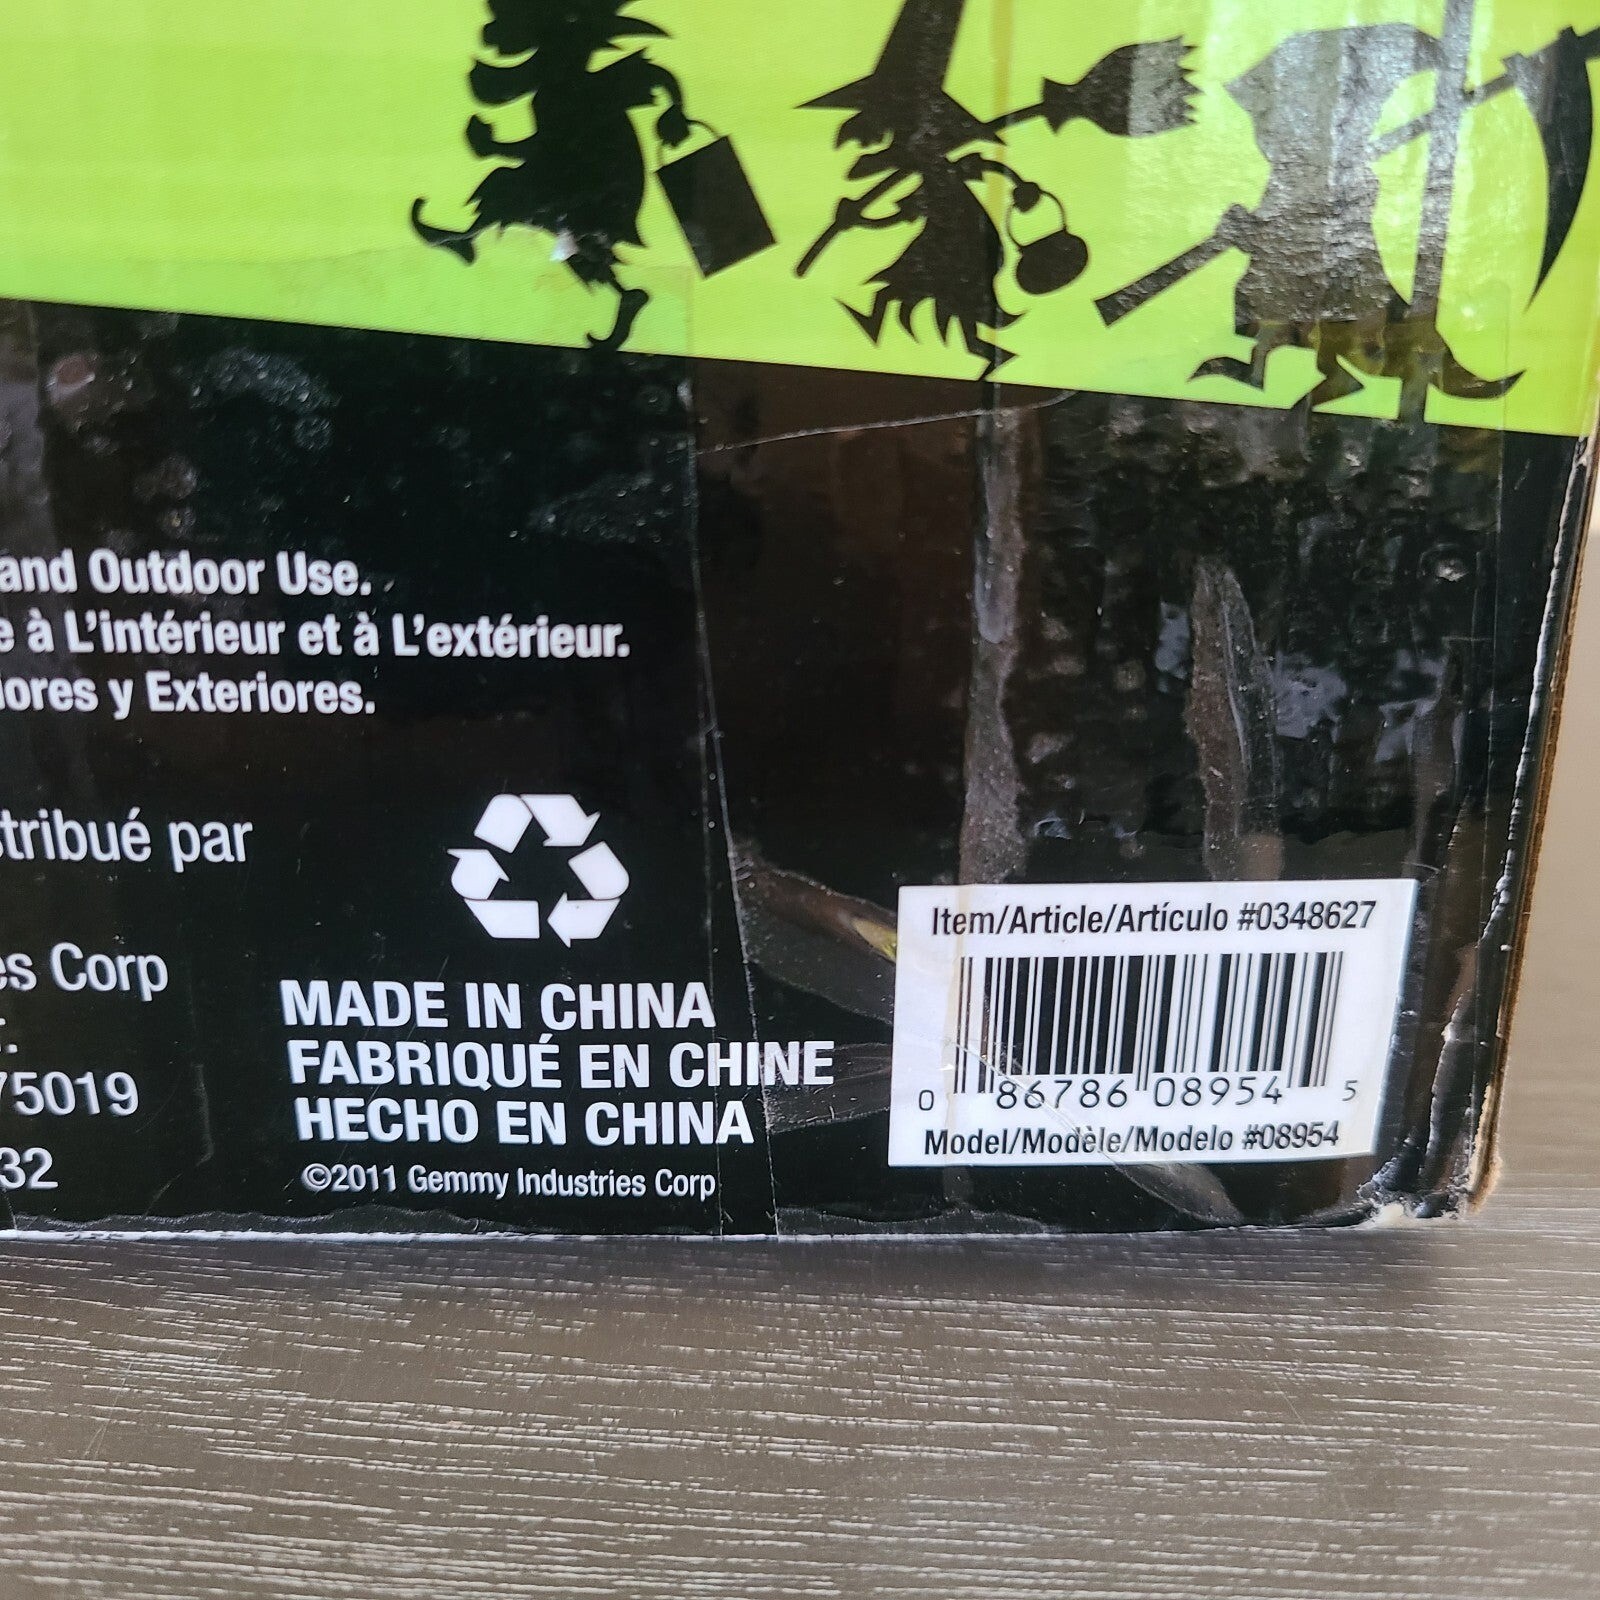 and Outdoor Use.
e à L'intérieur et à L'extérieur.
iores y Exteriores.
tribué par
es Corp
75019
32
MADE IN CHINA
FABRIQUÉ EN CHINE
HECHO EN CHINA
©2011 Gemmy Industries Corp
Item/Article/Artículo #0348627
0 86786 08954 5
Model/Modèle/Modelo #08954